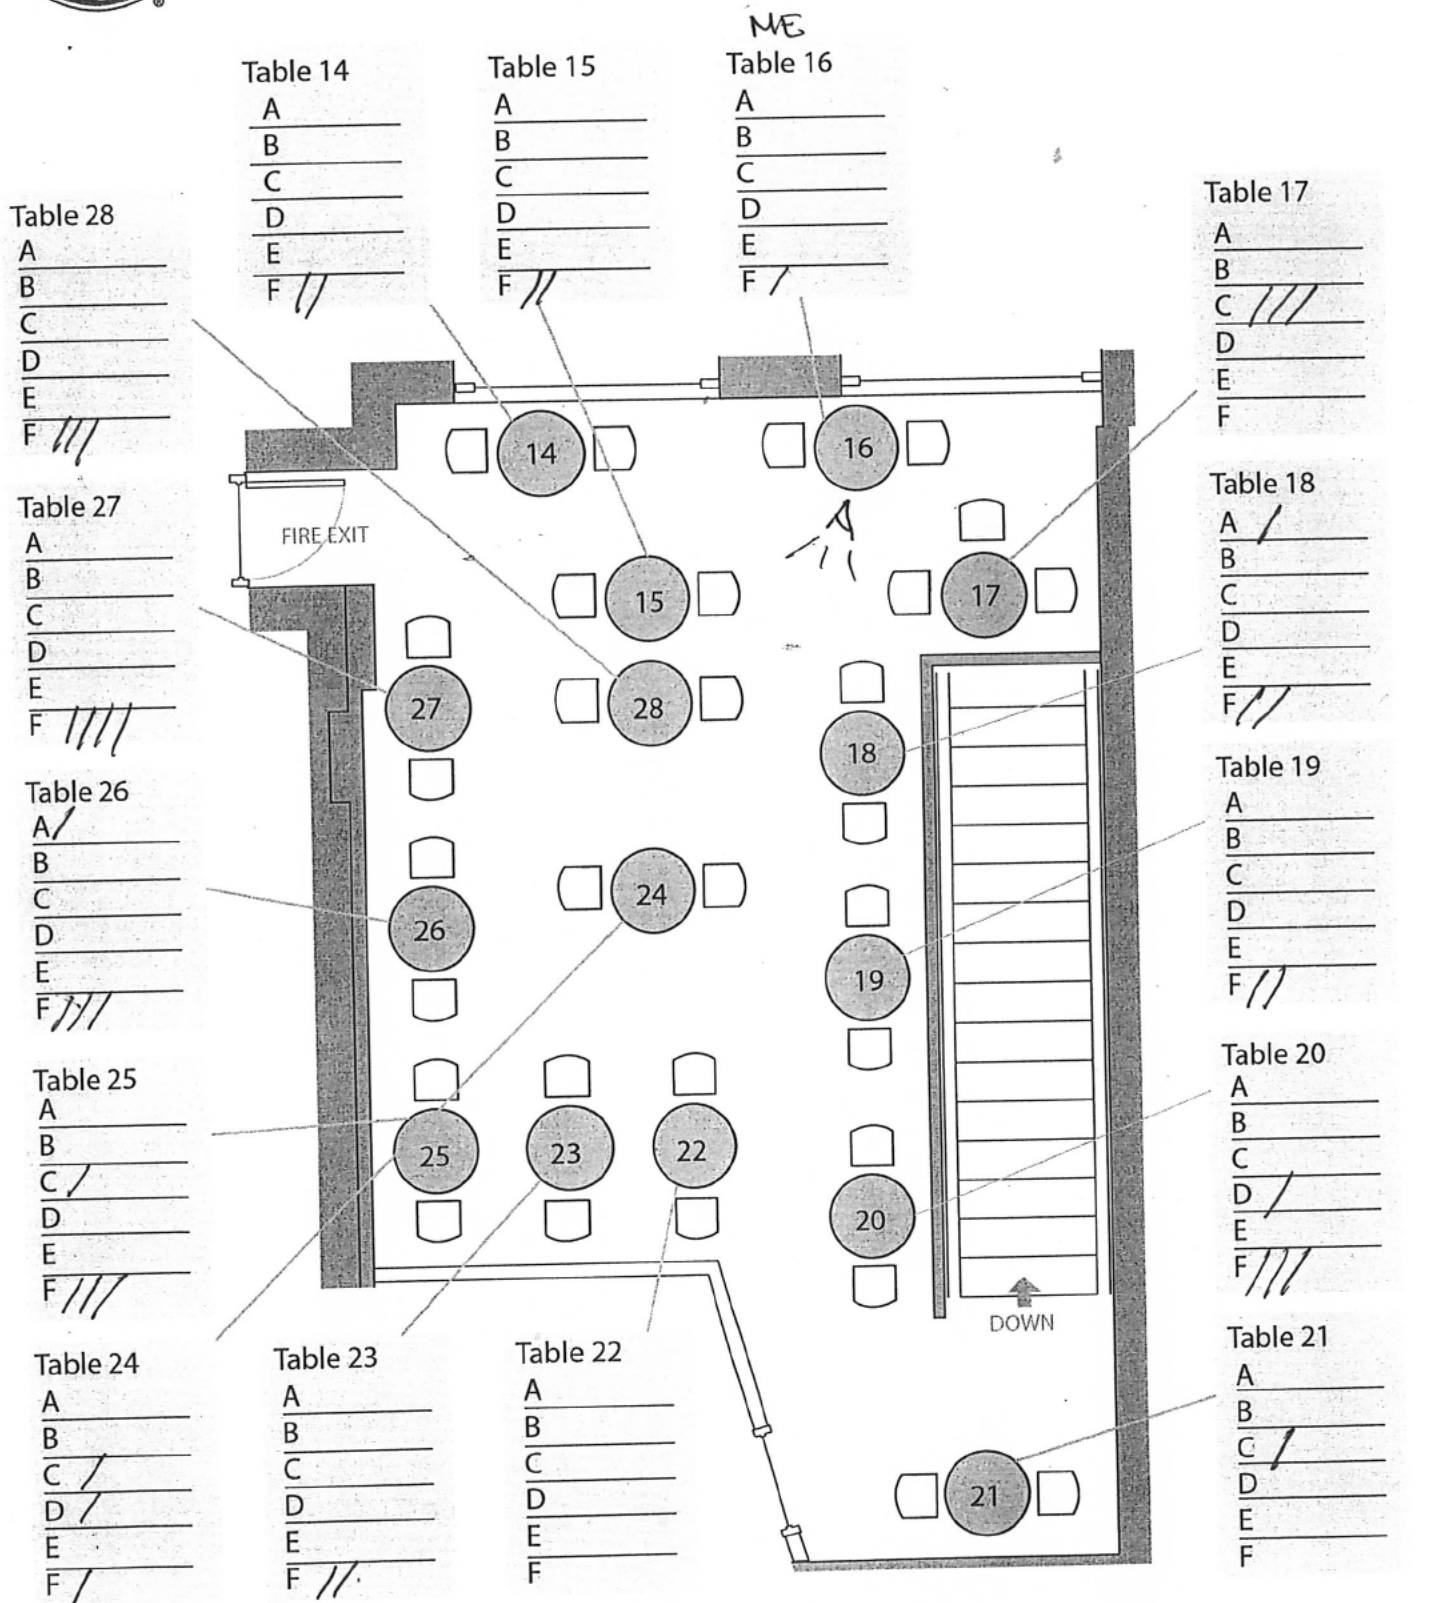 ®
ME
Table 14
A
B
C
D
E
F //
Table 15
A
B
C
D
E
F //
Table 16
A
B
C
D
E
F /
Table 17
A
B
C ///
D
E
F
Table 28
A
B
C
D
E
F ///
Table 27
A
B
C
D
E
F ////
Table 18
A /
B
C
D
E
F //
Table 26
A /
B
C
D
E
F ///
Table 19
A
B
C
D
E
F //
Table 25
A
B
C /
D
E
F ///
Table 20
A
B
C
D /
E
F ///
Table 24
A
B
C /
D /
E
F /
Table 23
A
B
C
D
E
F //
Table 22
A
B
C
D
E
F
Table 21
A
B
C /
D
E
F
14
16
FIRE EXIT
15
17
27
28
18
24
26
19
25
23
22
20
DOWN
21